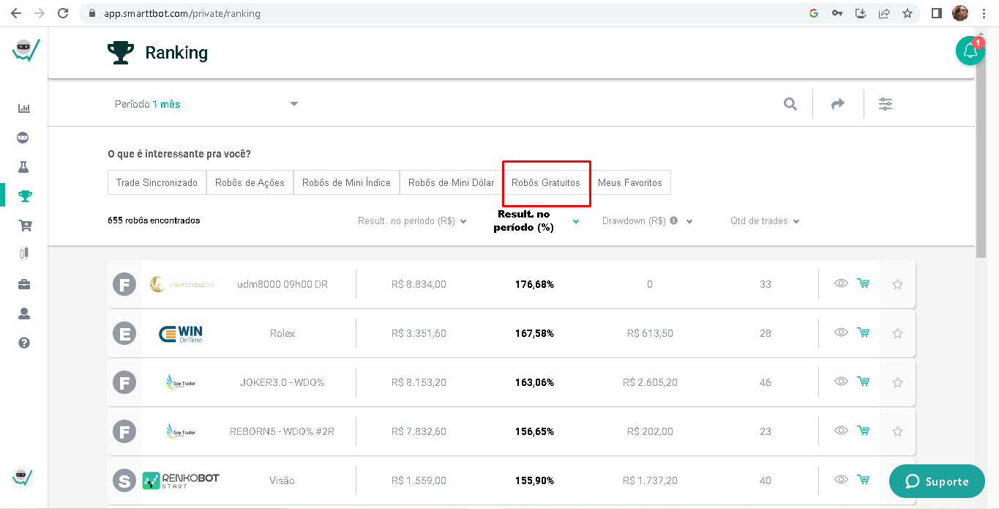 app.smarttbot.com/private/ranking
Ranking
1
Período 1 mês
O que é interessante pra você?
Trade Sincronizado Robôs de Ações Robôs de Mini Índice Robôs de Mini Dólar Robôs Gratuitos Meus Favoritos
655 robôs encontrados Result. no período (R$) Result. no período (%) Drawdown (R$) Qtd de trades
F UNIVERSEDOL 3.0 udm8000 09h00 DR R$ 8.834,00 176,68% 0 33
E WIN OnTime Rolex R$ 3.351,60 167,58% R$ 613,50 28
F Day Trader JOKER3.0 - WDO% R$ 8.153,20 163,06% R$ 2.605,20 46
F Day Trader REBORN5 - WDO% #2R R$ 7.832,60 156,65% R$ 202,00 23
S RENKOBOT START Visão R$ 1.559,00 155,90% R$ 1.737,20 40
Suporte